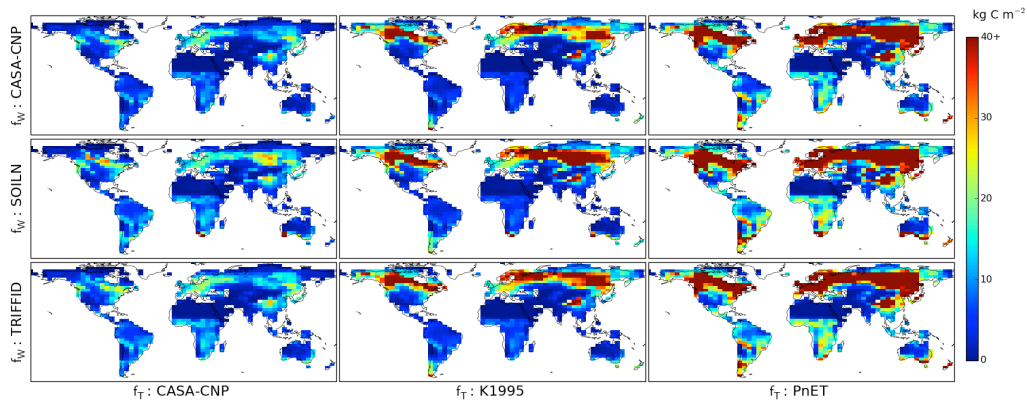 kg C m⁻²
40+
30
20
10
0
f_W : CASA-CNP
f_W : SOILN
f_W : TRIFFID
f_T : CASA-CNP
f_T : K1995
f_T : PnET